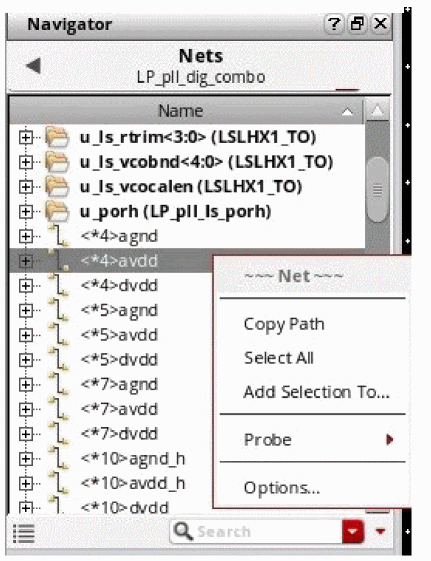 Navigator
Nets
LP_pll_dig_combo
Name
u_ls_rtrim<3:0> (LSLHX1_TO)
u_ls_vcobnd<4:0> (LSLHX1_TO)
u_ls_vcocalen (LSLHX1_TO)
u_porh (LP_pll_ls_porh)
<*4>agnd
<*4>avdd
<*4>dvdd
<*5>agnd
<*5>avdd
<*5>dvdd
<*7>agnd
<*7>avdd
<*7>dvdd
<*10>agnd_h
<*10>avdd_h
<*10>dvdd
~~~ Net ~~~
Copy Path
Select All
Add Selection To...
Probe
Options...
Search